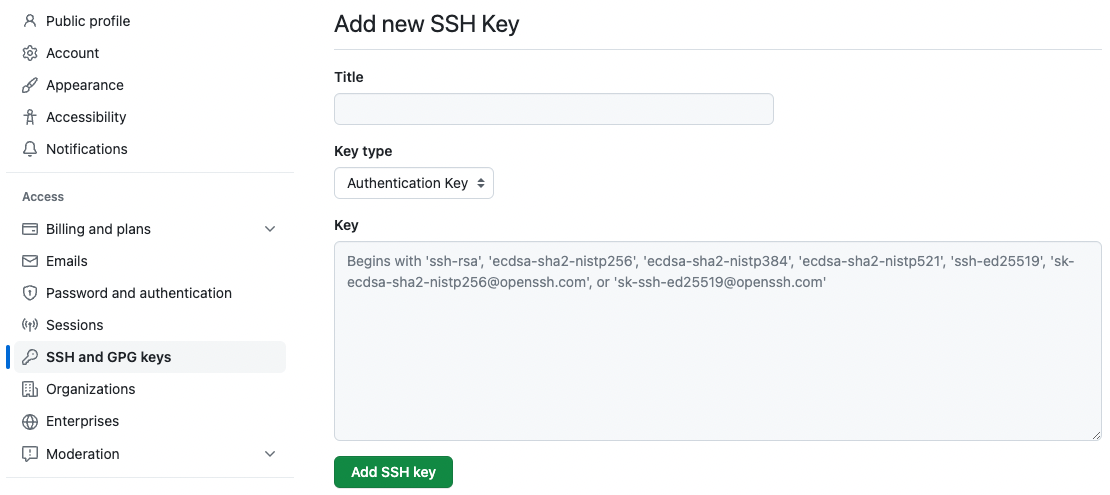 Public profile
Account
Appearance
Accessibility
Notifications
Access
Billing and plans
Emails
Password and authentication
Sessions
SSH and GPG keys
Organizations
Enterprises
Moderation
Add new SSH Key
Title
Key type
Authentication Key
Key
Begins with 'ssh-rsa', 'ecdsa-sha2-nistp256', 'ecdsa-sha2-nistp384', 'ecdsa-sha2-nistp521', 'ssh-ed25519', 'sk-
ecdsa-sha2-nistp256@openssh.com', or 'sk-ssh-ed25519@openssh.com'
Add SSH key